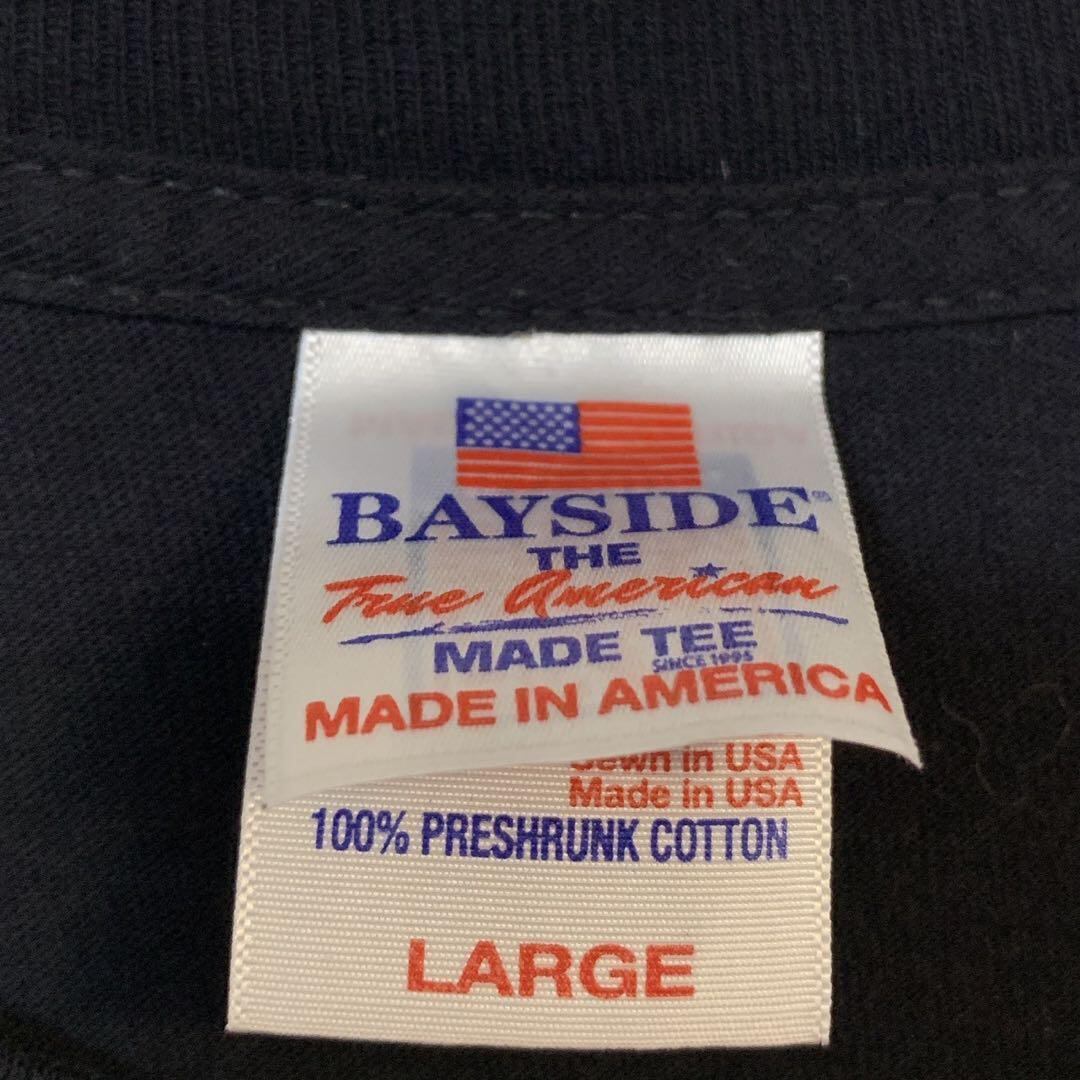 BAYSIDE®
THE
True American
MADE TEE
SINCE 1995
MADE IN AMERICA
Sewn in USA
Made in USA
100% PRESHRUNK COTTON
LARGE